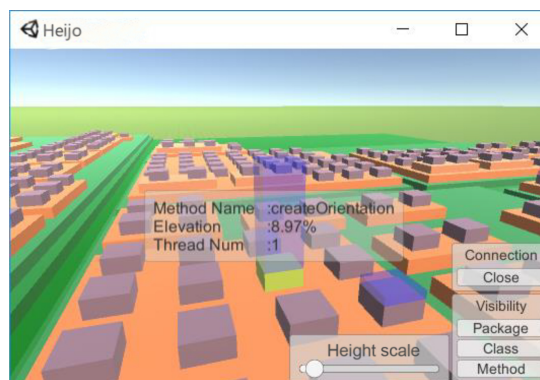 Heijo
Method Name :createOrientation
Elevation :8.97%
Thread Num :1
Connection
Close
Visibility
Package
Class
Method
Height scale